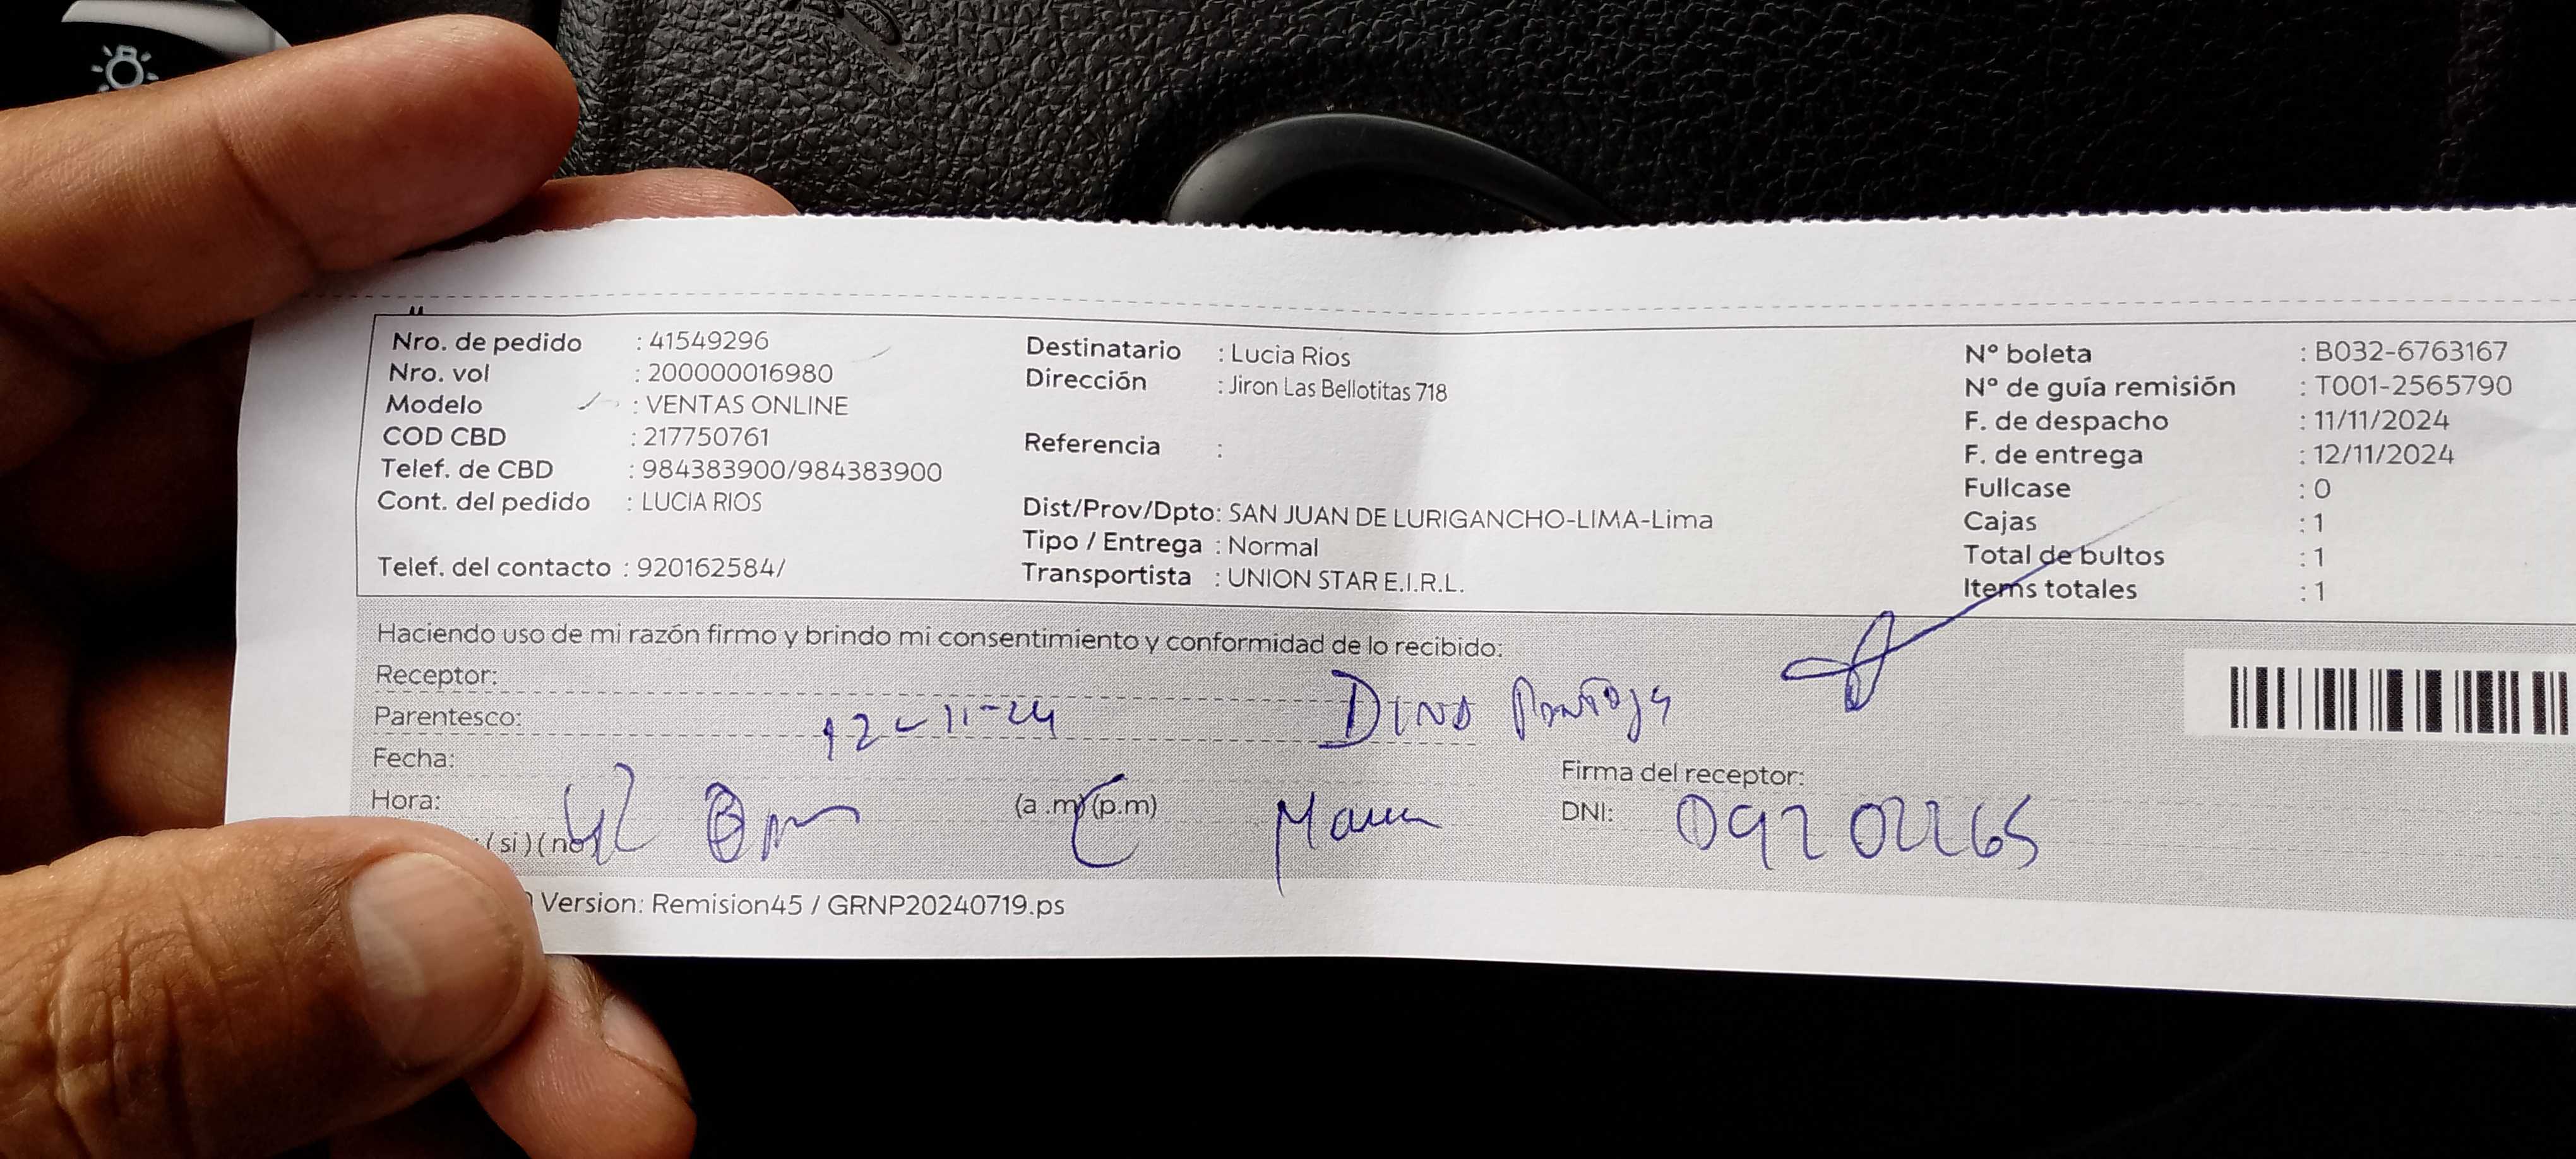 Nro. de pedido : 41549296
Nro. vol : 200000016980
Modelo : VENTAS ONLINE
COD CBD : 217750761
Telef. de CBD : 984383900/984383900
Cont. del pedido : LUCIA RIOS
Telef. del contacto : 920162584/
Destinatario : Lucia Rios
Dirección : Jiron Las Bellotitas 718
Referencia :
Dist/Prov/Dpto: SAN JUAN DE LURIGANCHO-LIMA-Lima
Tipo / Entrega : Normal
Transportista : UNION STAR E.I.R.L.
N° boleta : B032-6763167
N° de guía remisión : T001-2565790
F. de despacho : 11/11/2024
F. de entrega : 12/11/2024
Fullcase : 0
Cajas : 1
Total de bultos : 1
Items totales : 1
Haciendo uso de mi razón firmo y brindo mi consentimiento y conformidad de lo recibido:
Receptor:
Dino Pantoja
Parentesco:
12-11-24
Fecha:
Firma del receptor:
Hora: (a .m) (p.m)
DNI:
(si) (no
Version: Remision45 / GRNP20240719.ps